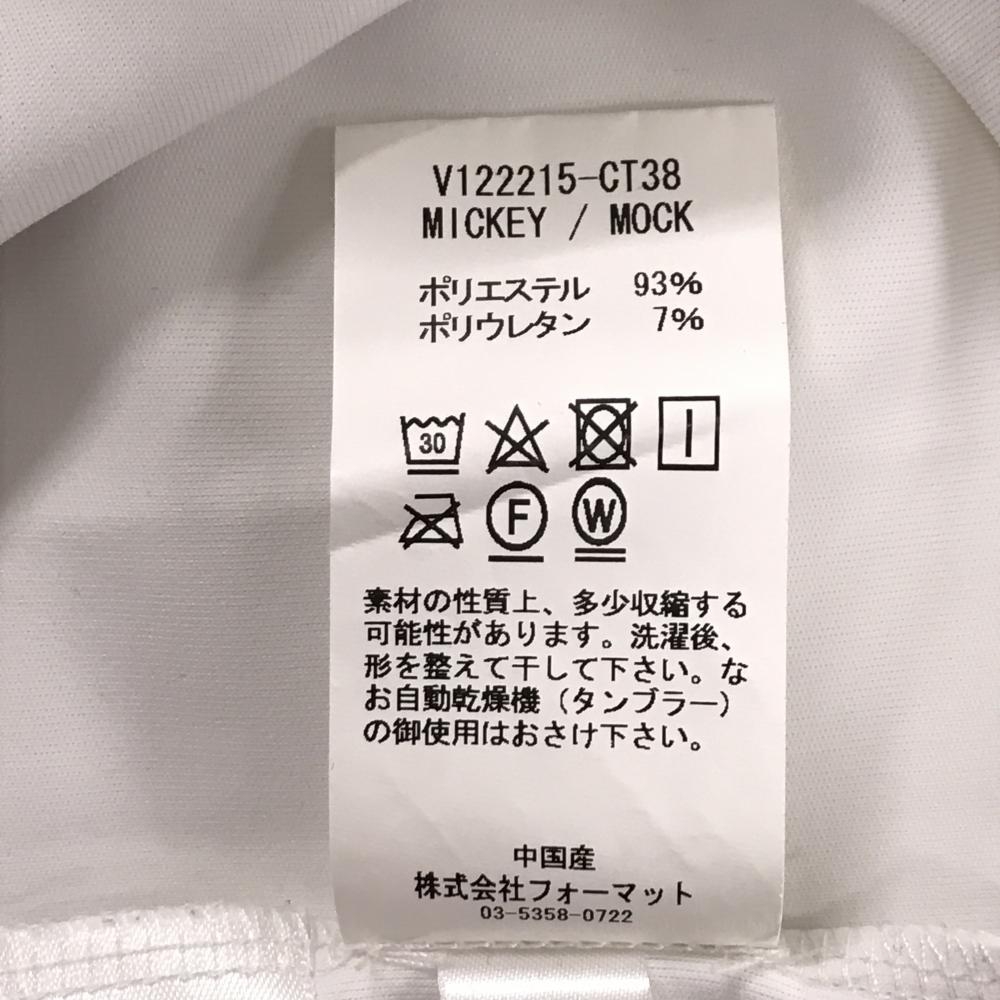 V122215-CT38
MICKEY / MOCK
ポリエステル 93%
ポリウレタン 7%
30
F W
素材の性質上、多少収縮する
可能性があります。洗濯後、
形を整えて干して下さい。な
お自動乾燥機（タンブラー）
の御使用はおさけ下さい。
中国産
株式会社フォーマット
03-5358-0722